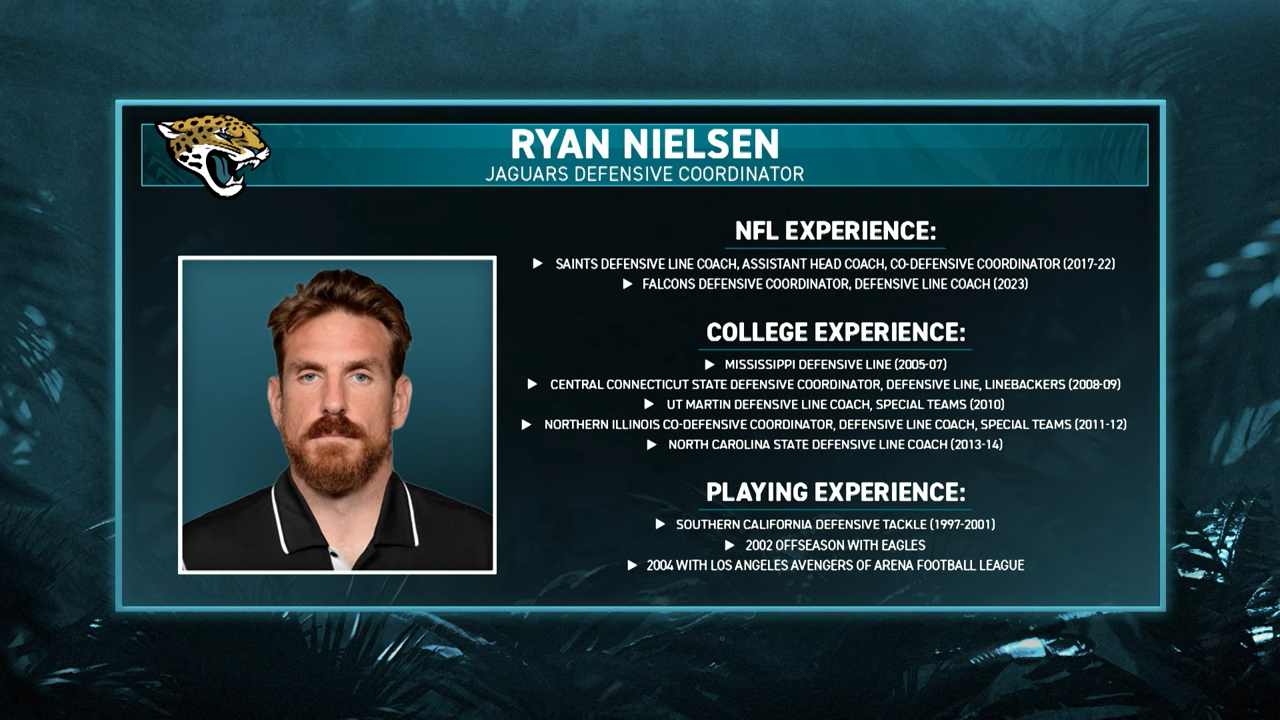 RYAN NIELSEN
JAGUARS DEFENSIVE COORDINATOR
NFL EXPERIENCE:
SAINTS DEFENSIVE LINE COACH, ASSISTANT HEAD COACH, CO-DEFENSIVE COORDINATOR (2017-22)
FALCONS DEFENSIVE COORDINATOR, DEFENSIVE LINE COACH (2023)
COLLEGE EXPERIENCE:
MISSISSIPPI DEFENSIVE LINE (2005-07)
CENTRAL CONNECTICUT STATE DEFENSIVE COORDINATOR, DEFENSIVE LINE, LINEBACKERS (2008-09)
UT MARTIN DEFENSIVE LINE COACH, SPECIAL TEAMS (2010)
NORTHERN ILLINOIS CO-DEFENSIVE COORDINATOR, DEFENSIVE LINE COACH, SPECIAL TEAMS (2011-12)
NORTH CAROLINA STATE DEFENSIVE LINE COACH (2013-14)
PLAYING EXPERIENCE:
SOUTHERN CALIFORNIA DEFENSIVE TACKLE (1997-2001)
2002 OFFSEASON WITH EAGLES
2004 WITH LOS ANGELES AVENGERS OF ARENA FOOTBALL LEAGUE